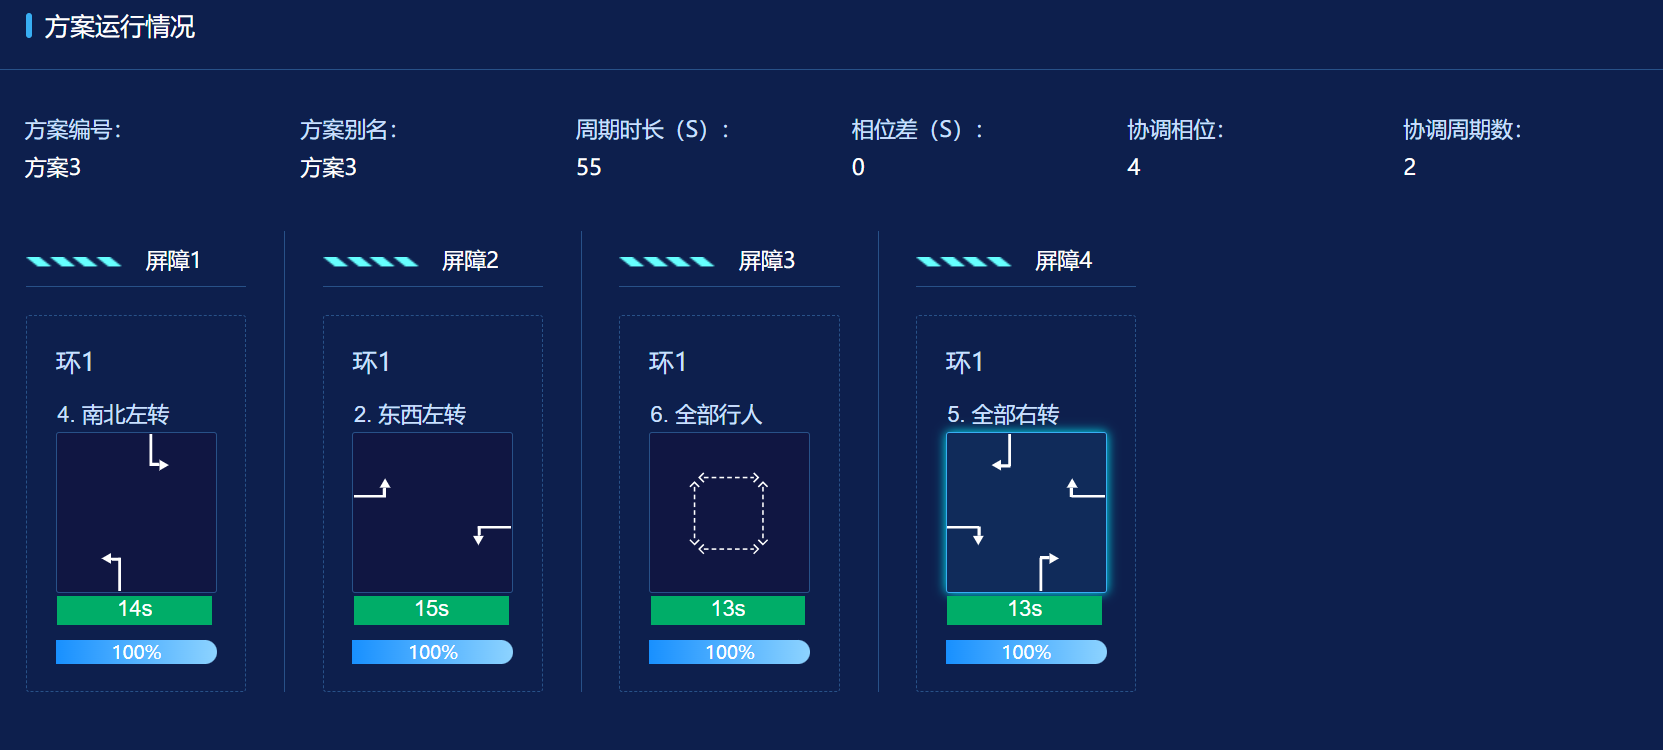 方案运行情况
方案编号：
方案3
方案别名：
方案3
周期时长（S）：
55
相位差（S）：
0
协调相位：
4
协调周期数：
2
屏障1
环1
4. 南北左转
14s
100%
屏障2
环1
2. 东西左转
15s
100%
屏障3
环1
6. 全部行人
13s
100%
屏障4
环1
5. 全部右转
13s
100%